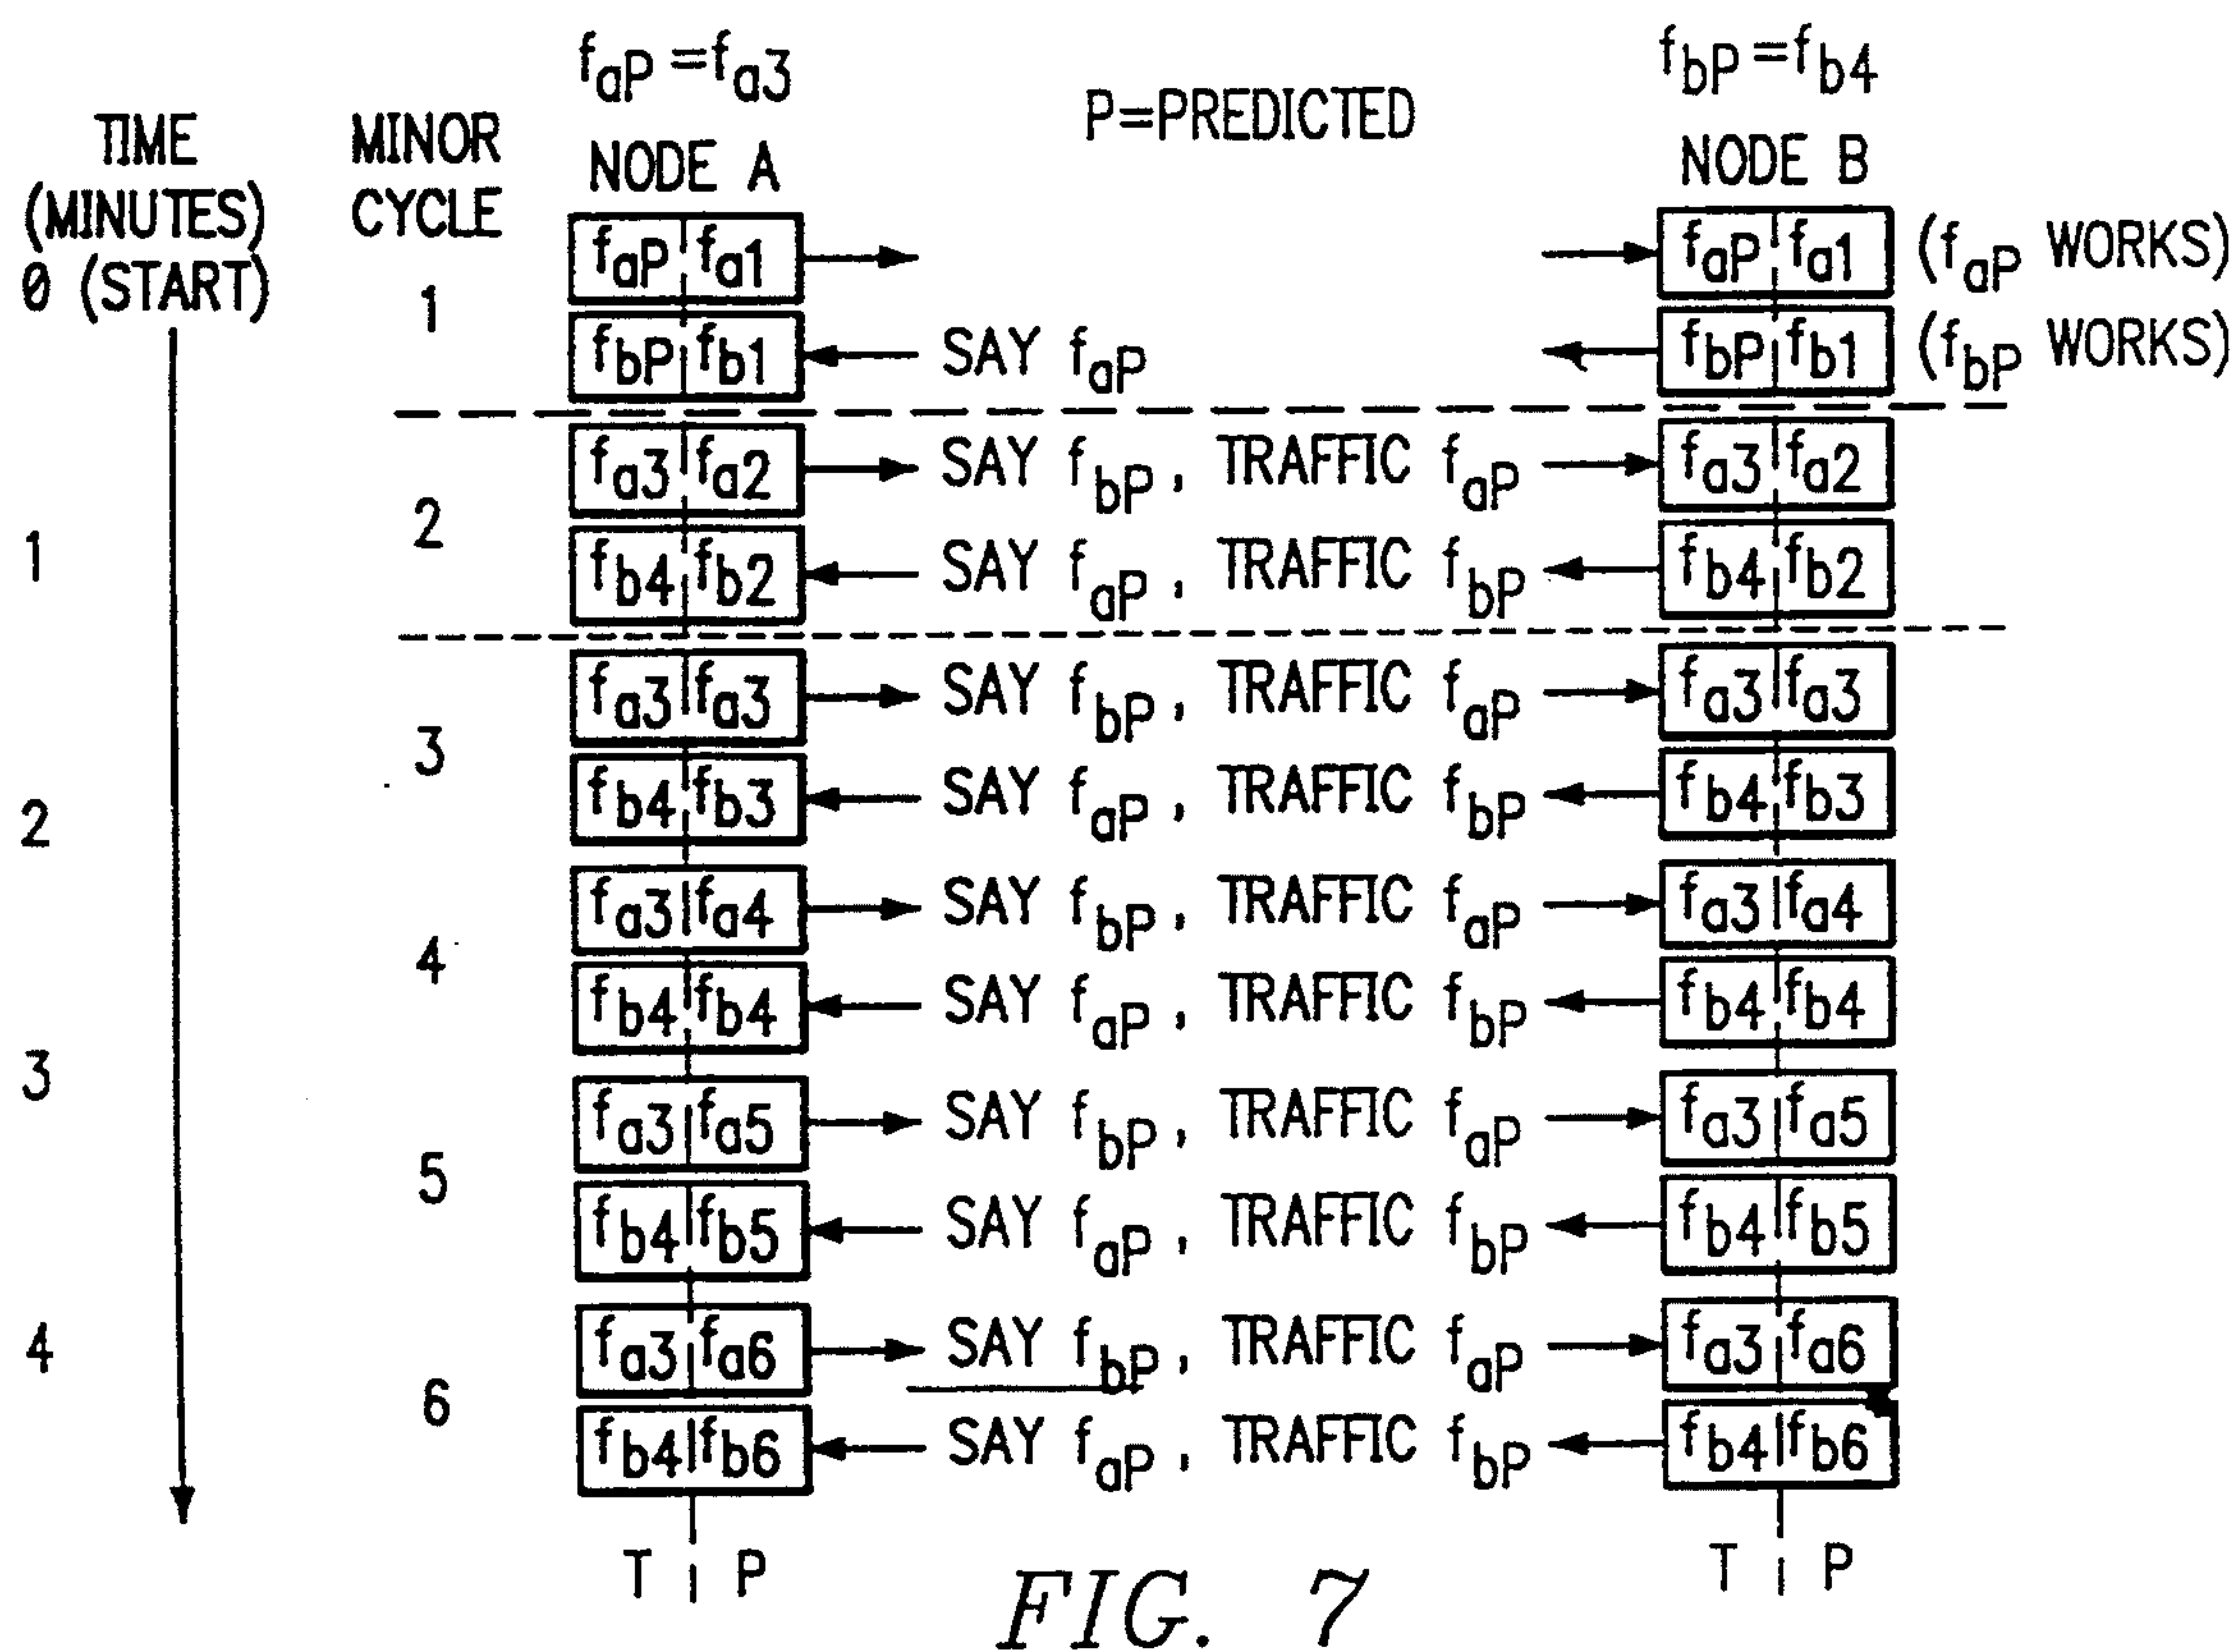 f_aP=f_a3 f_bP=f_b4
P=PREDICTED
TIME MINOR NODE A NODE B
(MINUTES) CYCLE
0 (START) 1
f_aP f_a1 f_aP f_a1 (f_aP WORKS)
f_bP f_b1 SAY f_aP f_bP f_b1 (f_bP WORKS)
f_a3 f_a2 SAY f_bP, TRAFFIC f_aP f_a3 f_a2
1 2
f_b4 f_b2 SAY f_aP, TRAFFIC f_bP f_b4 f_b2
f_a3 f_a3 SAY f_bP, TRAFFIC f_aP f_a3 f_a3
3
f_b4 f_b3 SAY f_aP, TRAFFIC f_bP f_b4 f_b3
2
f_a3 f_a4 SAY f_bP, TRAFFIC f_aP f_a3 f_a4
4
f_b4 f_b4 SAY f_aP, TRAFFIC f_bP f_b4 f_b4
3
f_a3 f_a5 SAY f_bP, TRAFFIC f_aP f_a3 f_a5
5
f_b4 f_b5 SAY f_aP, TRAFFIC f_bP f_b4 f_b5
4
f_a3 f_a6 SAY f_bP, TRAFFIC f_aP f_a3 f_a6
6
f_b4 f_b6 SAY f_aP, TRAFFIC f_bP f_b4 f_b6
T P T P
FIG. 7